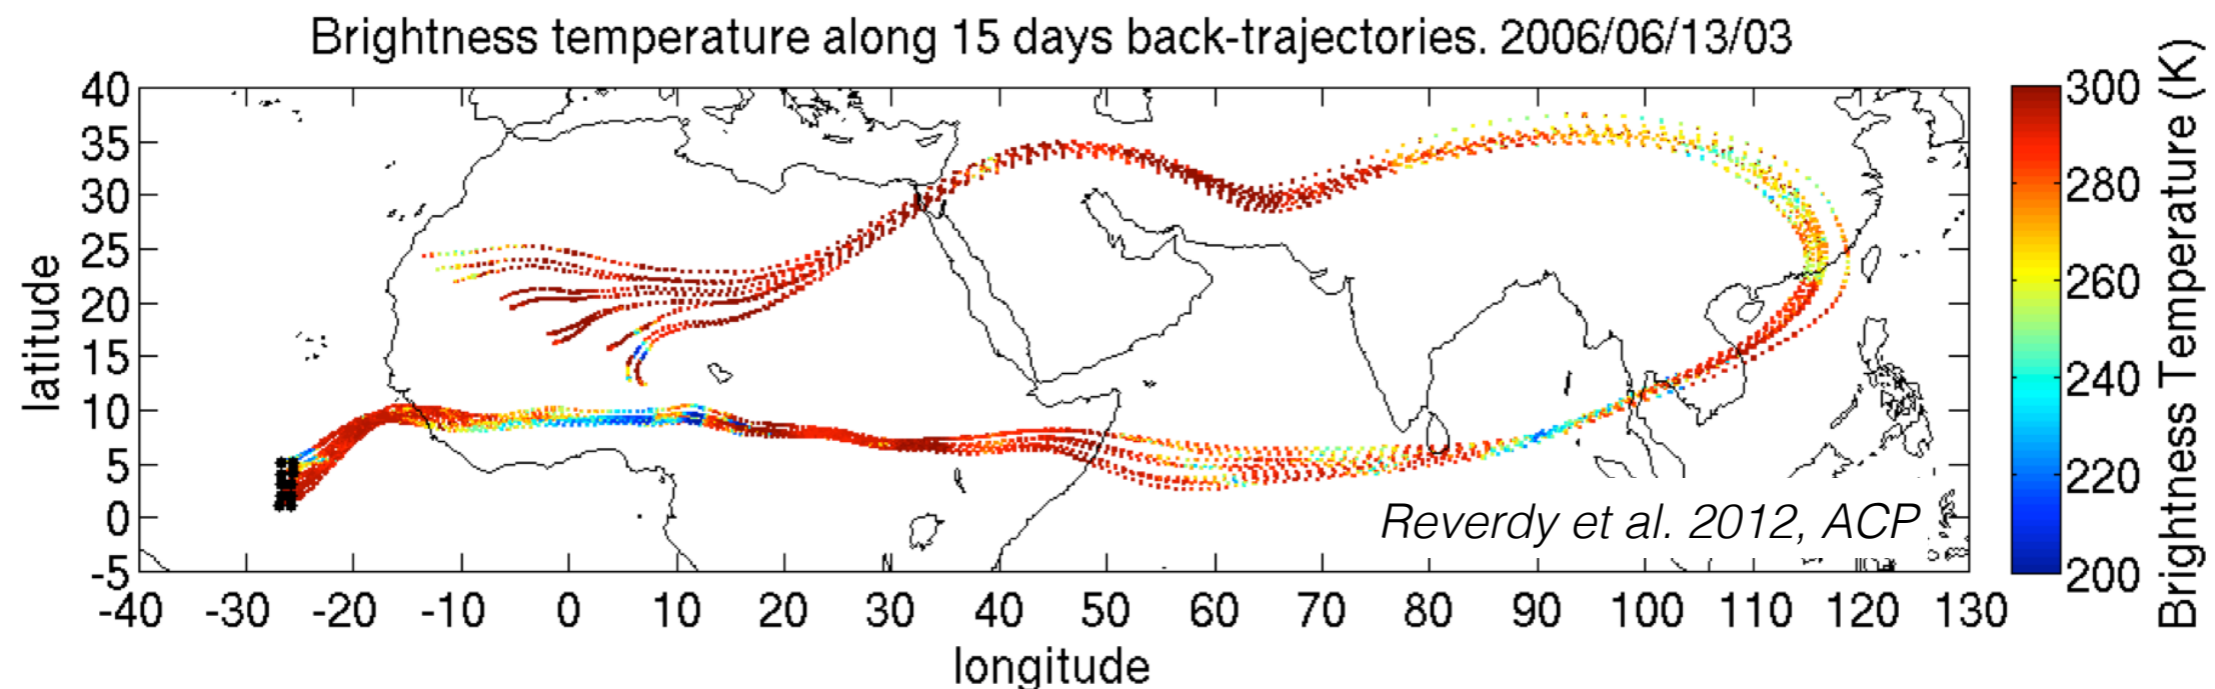 Brightness temperature along 15 days back-trajectories. 2006/06/13/03
40
35
30
25
20
15
10
5
0
-5
latitude
-40 -30 -20 -10 0 10 20 30 40 50 60 70 80 90 100 110 120 130
longitude
Reverdy et al. 2012, ACP
300
280
260
240
220
200
Brightness Temperature (K)